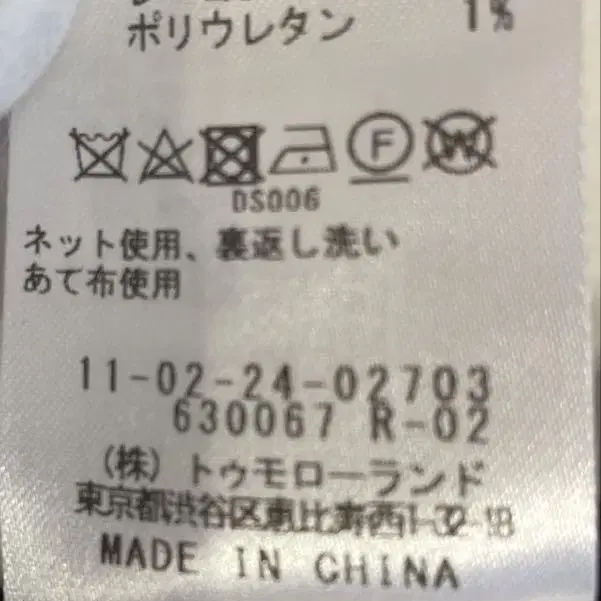 ポリウレタン 1%
F W
DS006
ネット使用、裏返し洗い
あて布使用
11-02-24-02703
630067 R-02
(株)トゥモローランド
東京都渋谷区恵比寿西1-32-18
MADE IN CHINA